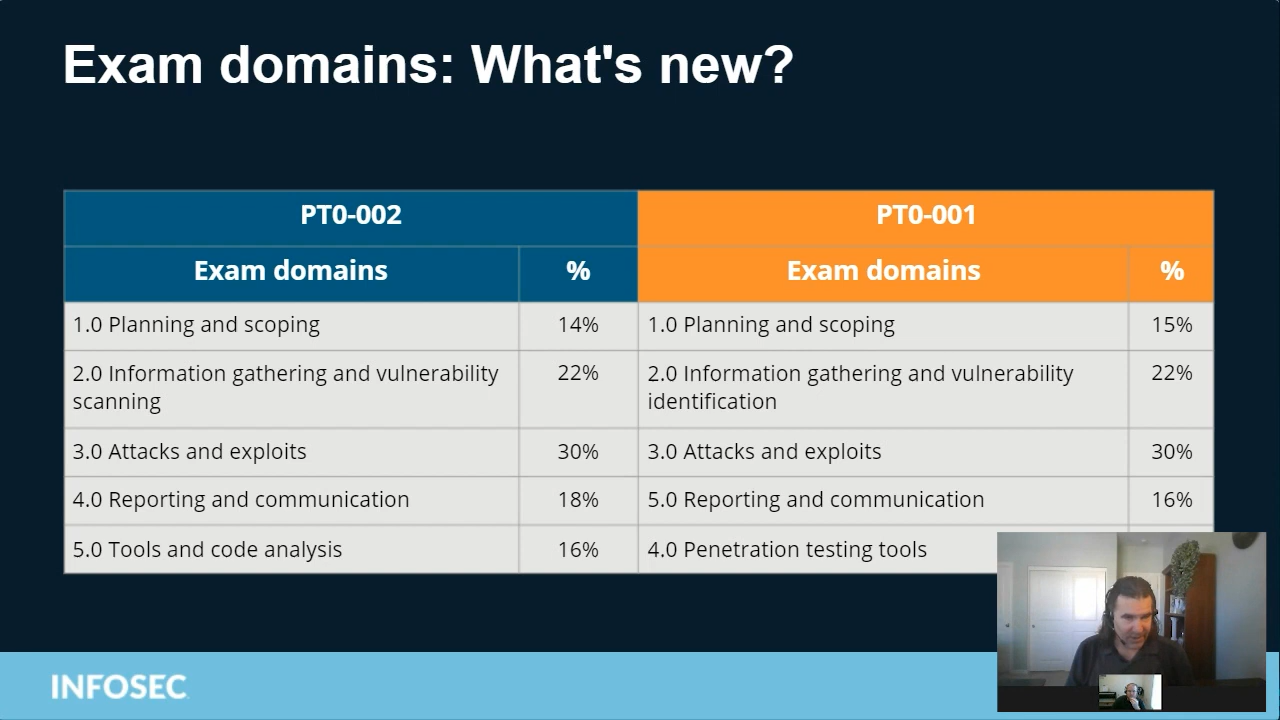 Exam domains: What's new?
PT0-002 PT0-001
Exam domains % Exam domains %
1.0 Planning and scoping 14% 1.0 Planning and scoping 15%
2.0 Information gathering and vulnerability 22% 2.0 Information gathering and vulnerability 22%
scanning identification
3.0 Attacks and exploits 30% 3.0 Attacks and exploits 30%
4.0 Reporting and communication 18% 5.0 Reporting and communication 16%
5.0 Tools and code analysis 16% 4.0 Penetration testing tools
INFOSEC